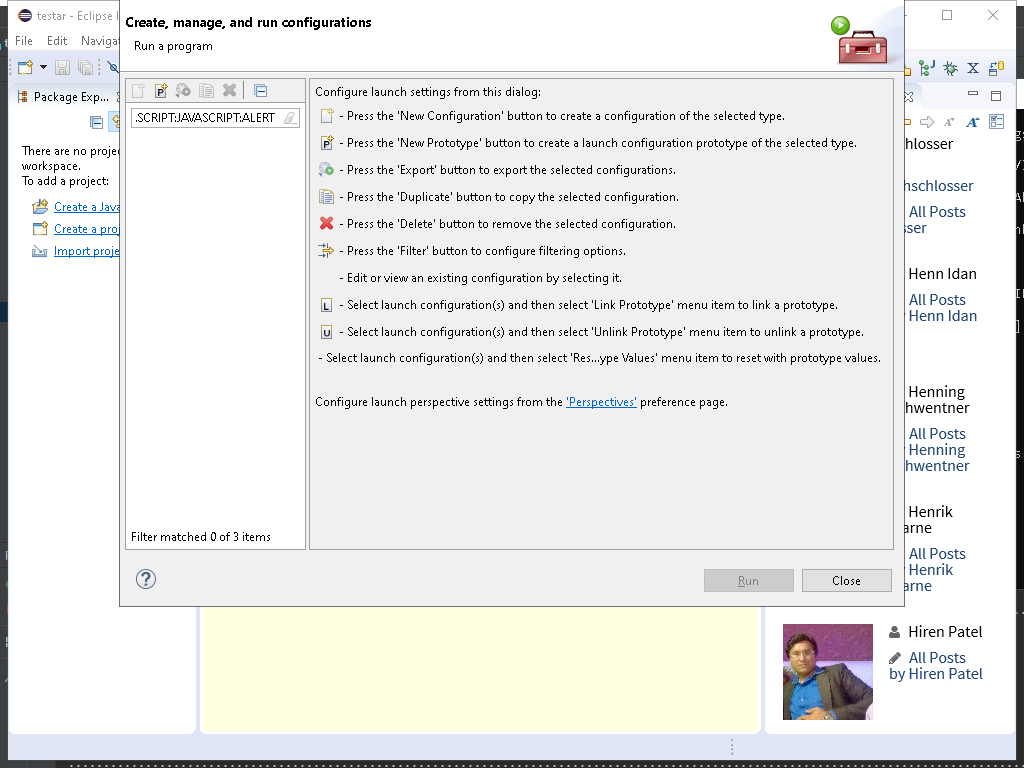 testar - Eclipse I
File Edit Naviga
Package Exp...
There are no proje
workspace.
To add a project:
Create a Java
Create a proj
Import proje
Create, manage, and run configurations
Run a program
.SCRIPT:JAVASCRIPT:ALERT
Filter matched 0 of 3 items
Configure launch settings from this dialog:
- Press the 'New Configuration' button to create a configuration of the selected type.
- Press the 'New Prototype' button to create a launch configuration prototype of the selected type.
- Press the 'Export' button to export the selected configurations.
- Press the 'Duplicate' button to copy the selected configuration.
- Press the 'Delete' button to remove the selected configuration.
- Press the 'Filter' button to configure filtering options.
- Edit or view an existing configuration by selecting it.
- Select launch configuration(s) and then select 'Link Prototype' menu item to link a prototype.
- Select launch configuration(s) and then select 'Unlink Prototype' menu item to unlink a prototype.
- Select launch configuration(s) and then select 'Res...ype Values' menu item to reset with prototype values.
Configure launch perspective settings from the 'Perspectives' preference page.
Run
Close
hlosser
hschlosser
All Posts
sser
Henn Idan
All Posts
Henn Idan
Henning
hwentner
All Posts
Henning
hwentner
Henrik
arne
All Posts
Henrik
arne
Hiren Patel
All Posts
by Hiren Patel